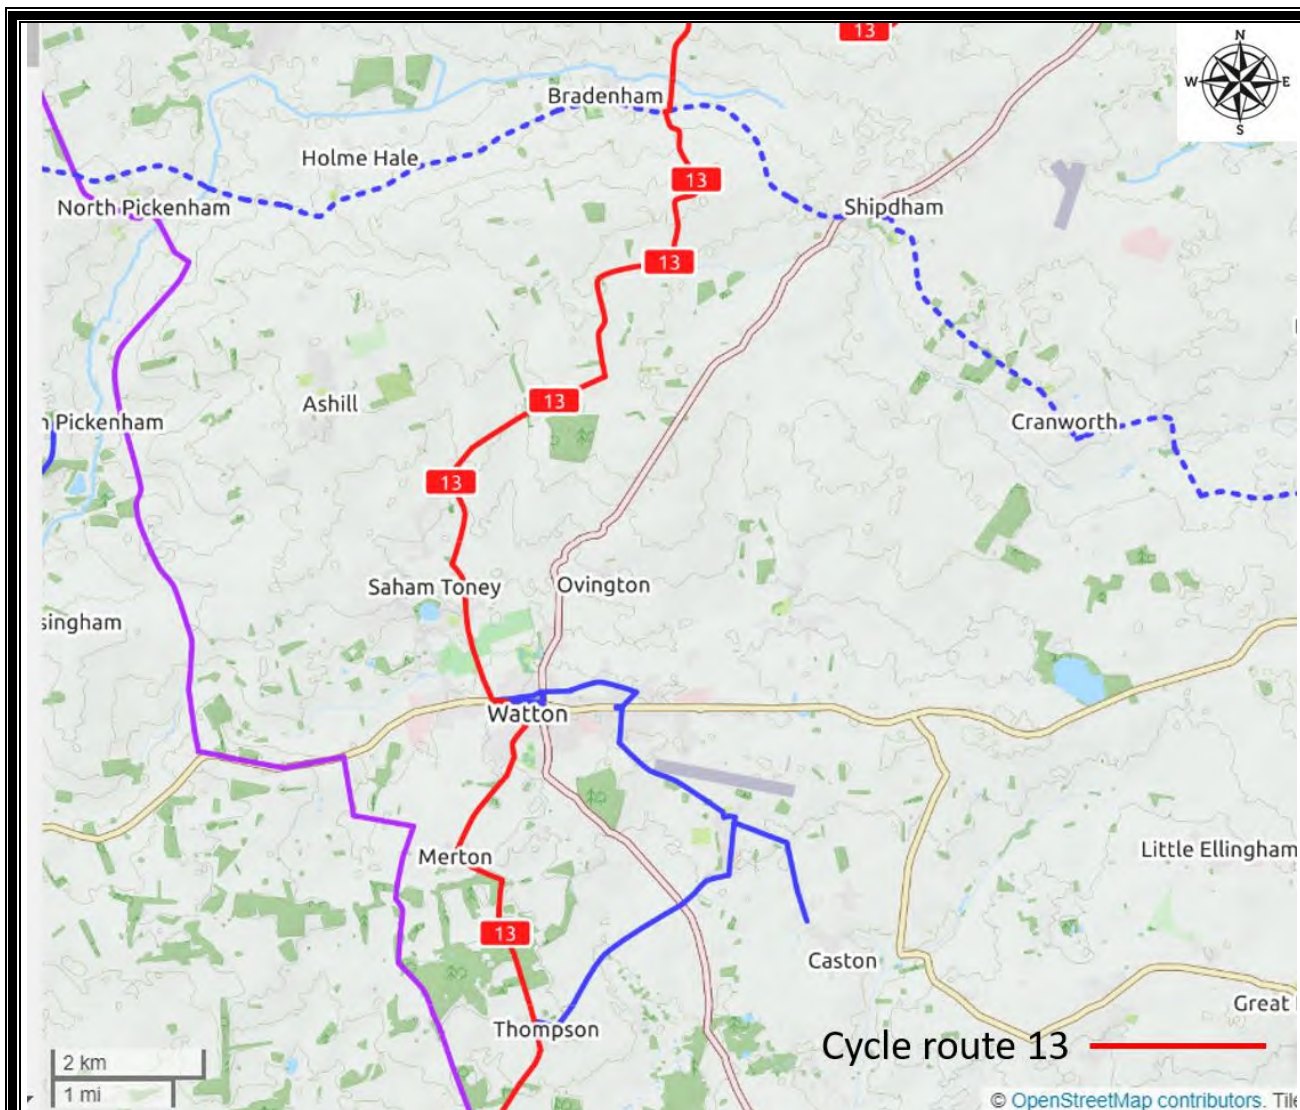 13
N
W E
S
Bradenham
Holme Hale
13
North Pickenham
Shipdham
13
Ashill
13
n Pickenham
Cranworth
13
Saham Toney
Ovington
singham
Watton
Merton
Little Ellingham
13
Caston
Great
Thompson
Cycle route 13
2 km
1 mi
© OpenStreetMap contributors. Tile